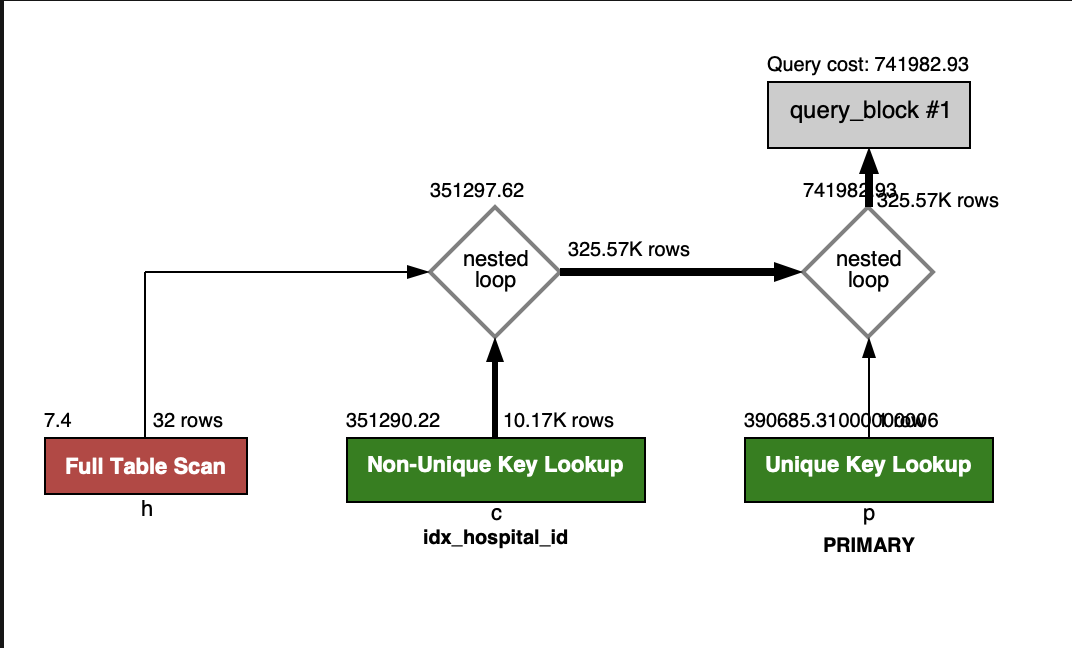 Query cost: 741982.93
query_block #1
741982.93
325.57K rows
351297.62
nested
loop
325.57K rows
nested
loop
7.4
32 rows
351290.22
10.17K rows
390685.31000000006
1 row
Full Table Scan
Non-Unique Key Lookup
Unique Key Lookup
h
c
p
idx_hospital_id
PRIMARY